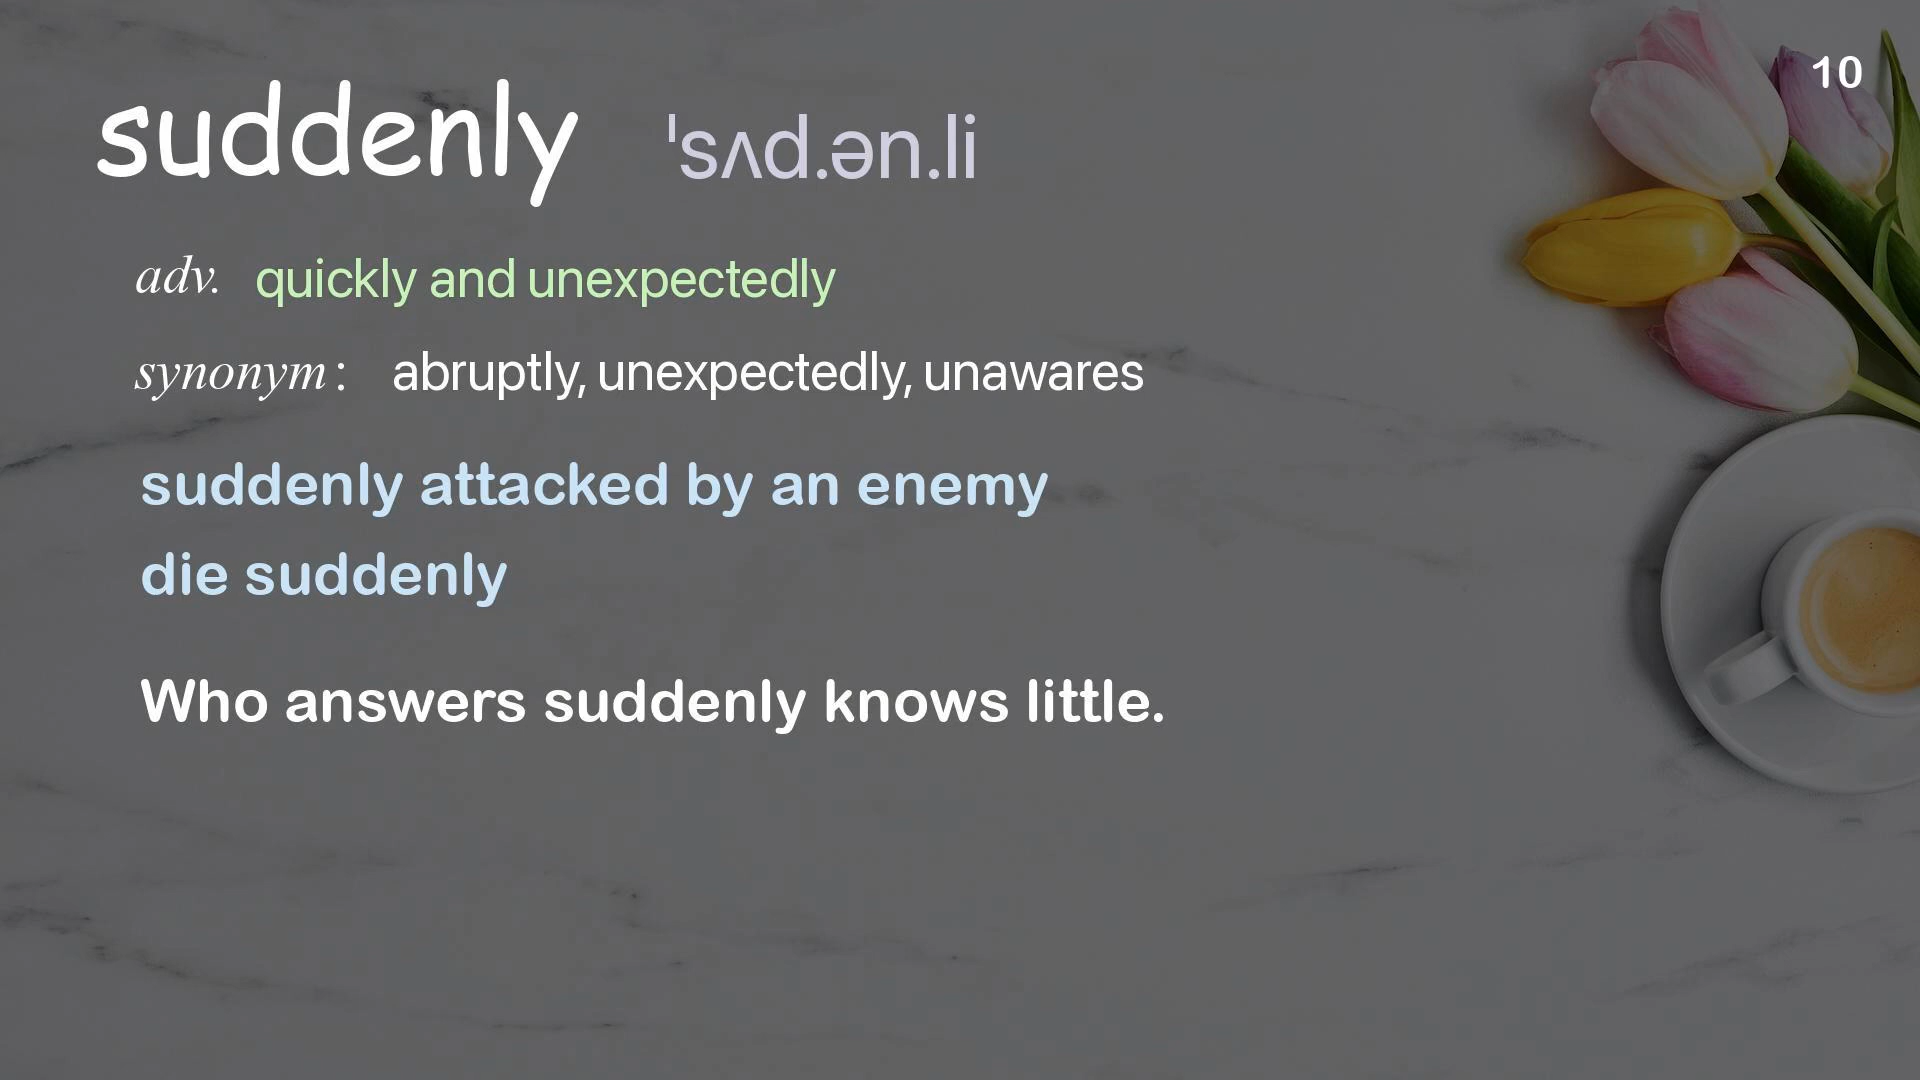 10
suddenly ˈsʌd.ən.li
adv. quickly and unexpectedly
synonym : abruptly, unexpectedly, unawares
suddenly attacked by an enemy
die suddenly
Who answers suddenly knows little.